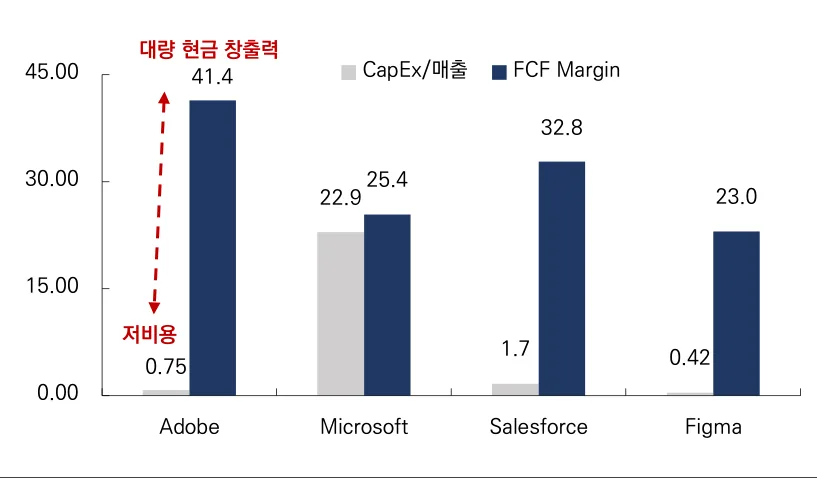 대량 현금 창출력
CapEx/매출
FCF Margin
45.00
30.00
15.00
0.00
41.4
저비용
0.75
22.9
25.4
1.7
32.8
0.42
23.0
Adobe
Microsoft
Salesforce
Figma